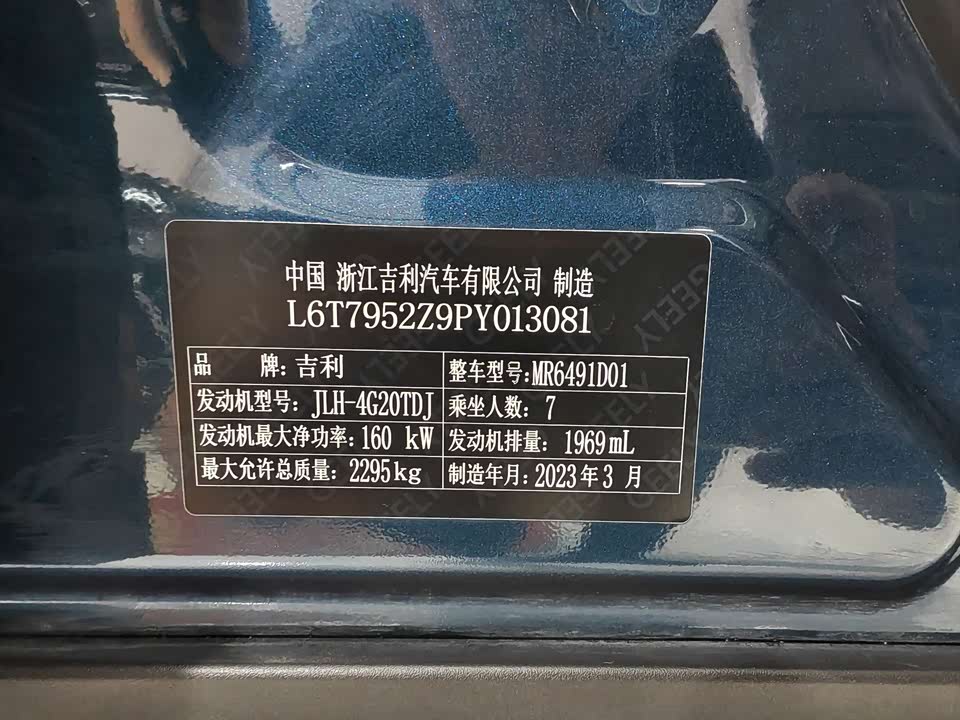 中国 浙江吉利汽车有限公司 制造
L6T7952Z9PY013081
品 牌: 吉利 整车型号: MR6491D01
发动机型号: JLH-4G20TDJ 乘坐人数: 7
发动机最大净功率: 160 kW 发动机排量: 1969mL
最大允许总质量: 2295kg 制造年月: 2023年3月